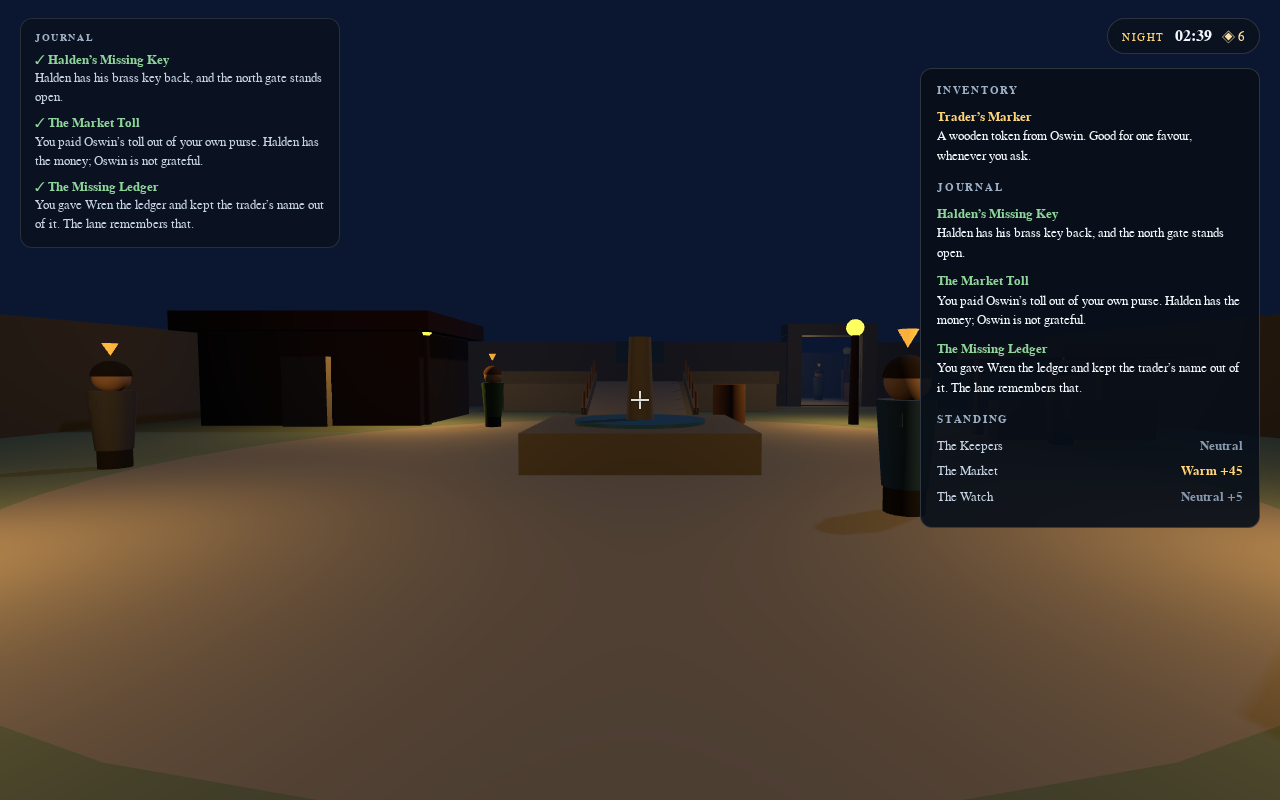 JOURNAL
✓ Halden's Missing Key
Halden has his brass key back, and the north gate stands
open.
✓ The Market Toll
You paid Oswin's toll out of your own purse. Halden has
the money; Oswin is not grateful.
✓ The Missing Ledger
You gave Wren the ledger and kept the trader's name out
of it. The lane remembers that.
NIGHT 02:39 ◈ 6
INVENTORY
Trader's Marker
A wooden token from Oswin. Good for one favour,
whenever you ask.
JOURNAL
Halden's Missing Key
Halden has his brass key back, and the north gate stands
open.
The Market Toll
You paid Oswin's toll out of your own purse. Halden has the
money; Oswin is not grateful.
The Missing Ledger
You gave Wren the ledger and kept the trader's name out of
it. The lane remembers that.
STANDING
The Keepers Neutral
The Market Warm +45
The Watch Neutral +5